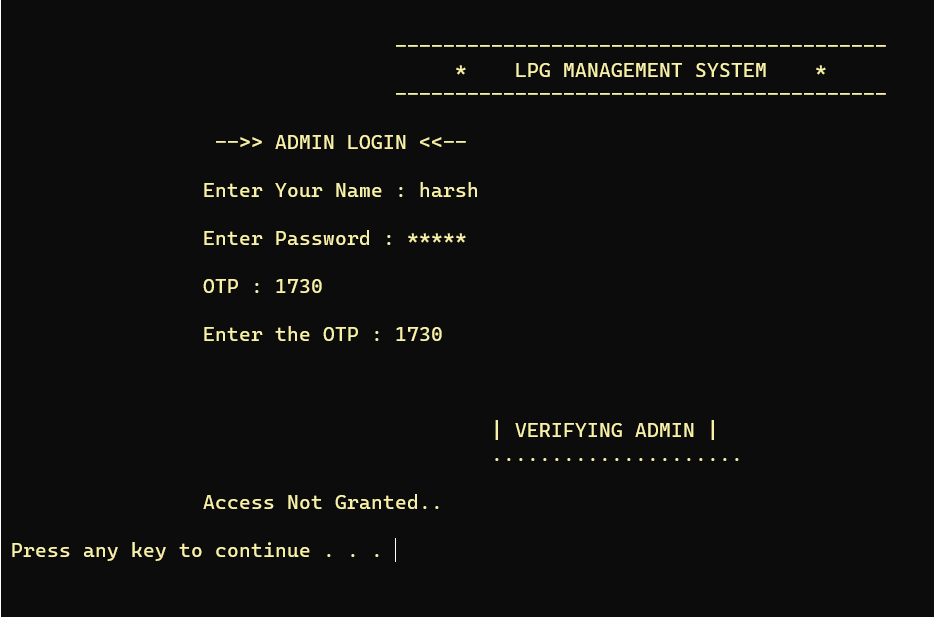 -----------------------------------------
* LPG MANAGEMENT SYSTEM *
-----------------------------------------
-->> ADMIN LOGIN <<--
Enter Your Name : harsh
Enter Password : *****
OTP : 1730
Enter the OTP : 1730
| VERIFYING ADMIN |
.....................
Access Not Granted..
Press any key to continue . . .